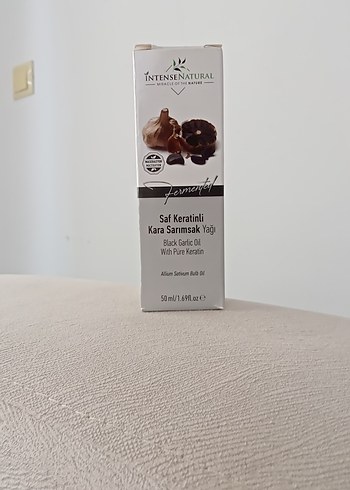 INTENSENATURAL
MIRACLE OF THE NATURE
Fermented
Saf Keratinli
Kara Sarımsak Yağı
Black Garlic Oil
With Pure Keratin
Allium Sativum Bulb Oil
50 ml/1.69fl.oz ℮